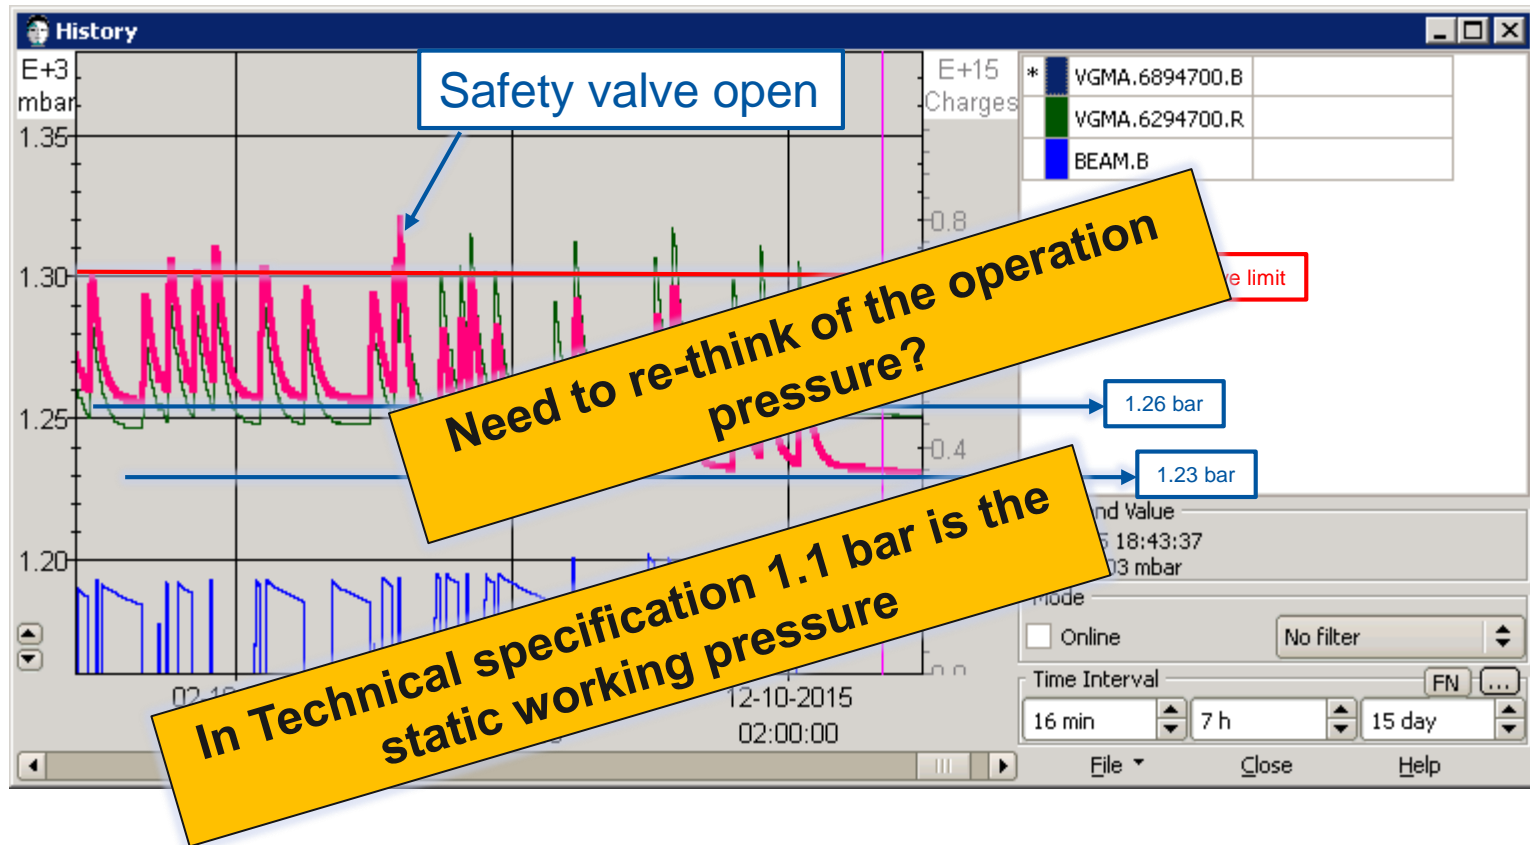 History
E+3
mbar
1.35
1.30
1.25
1.20
Safety valve open
E+15
Charges
0.8
0.4
0.0
* VGMA.6894700.B
VGMA.6294700.R
BEAM.B
limit
Need to re-think of the operation
pressure?
1.26 bar
1.23 bar
In Technical specification 1.1 bar is the
static working pressure
Value
18:43:37
mbar
Mode
Online
No filter
Time Interval
FN
...
16 min
7 h
15 day
12-10-2015
02:00:00
File
Close
Help